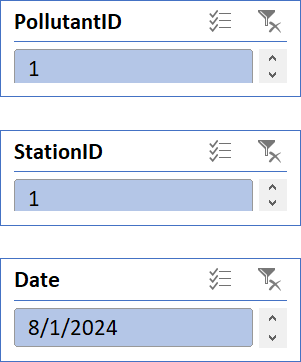 PollutantID
1
StationID
1
Date
8/1/2024